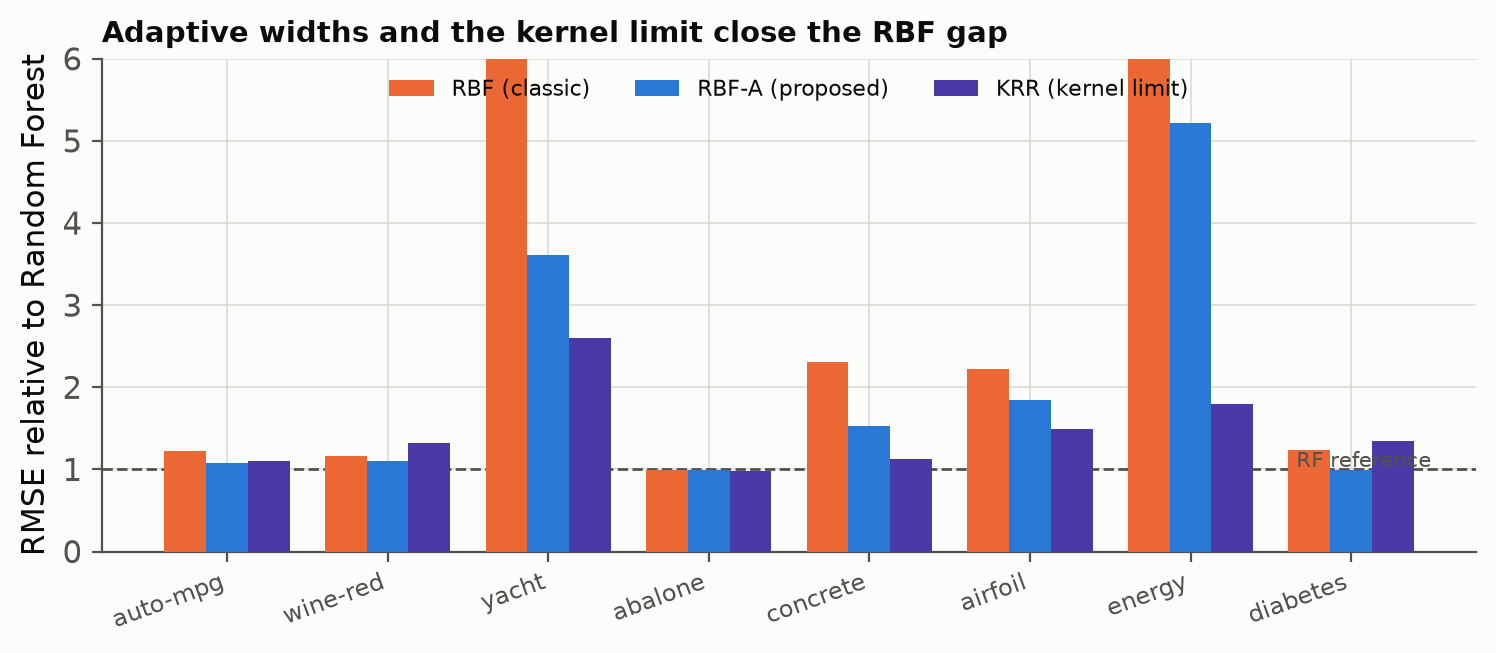 Adaptive widths and the kernel limit close the RBF gap
RMSE relative to Random Forest
6
5
4
3
2
1
0
RBF (classic)
RBF-A (proposed)
KRR (kernel limit)
RF reference
auto-mpg
wine-red
yacht
abalone
concrete
airfoil
energy
diabetes